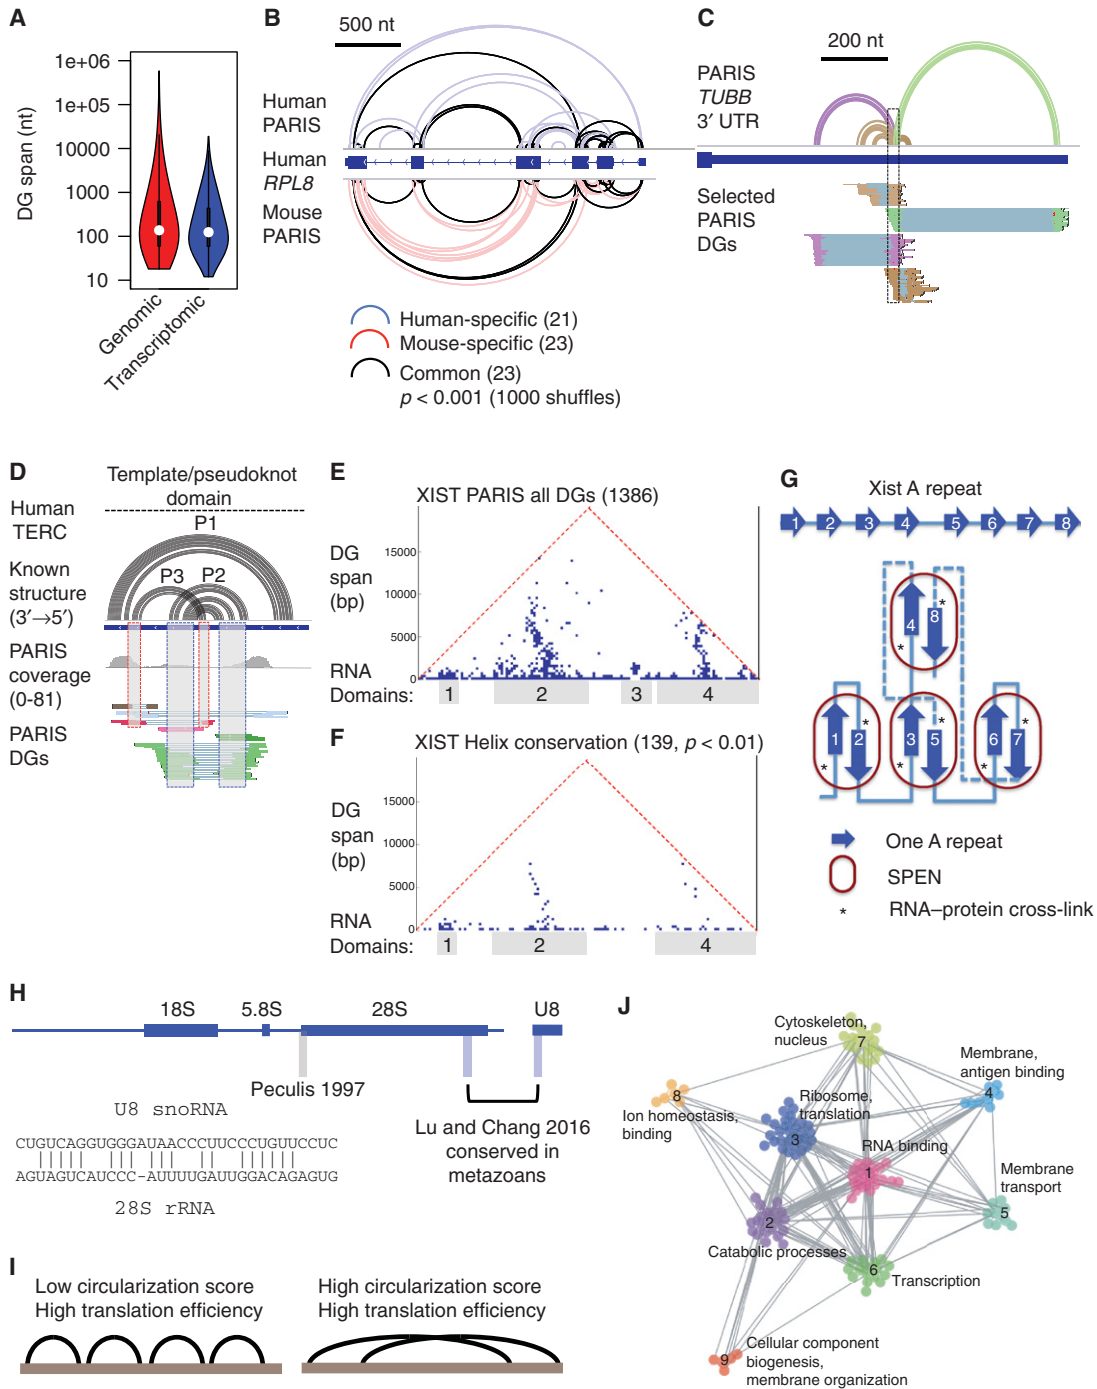 A
DG span (nt)
1e+06
1e+05
10000
1000
100
10
Genomic
Transcriptomic
B
500 nt
Human
PARIS
Human
RPL8
Mouse
PARIS
Human-specific (21)
Mouse-specific (23)
Common (23)
p < 0.001 (1000 shuffles)
C
200 nt
PARIS
TUBB
3′ UTR
Selected
PARIS
DGs
D
Template/pseudoknot
domain
Human
TERC
P1
Known
structure
(3′→5′)
P3 P2
PARIS
coverage
(0-81)
PARIS
DGs
E
XIST PARIS all DGs (1386)
DG
span
(bp)
15000
10000
5000
0
RNA
Domains:
1 2 3 4
F
XIST Helix conservation (139, p < 0.01)
DG
span
(bp)
15000
10000
5000
0
RNA
Domains:
1 2 4
G
Xist A repeat
1 2 3 4 5 6 7 8
4 8
* *
1 2 3 5 6 7
* * * * * *
One A repeat
SPEN
* RNA–protein cross-link
H
18S 5.8S 28S U8
Peculis 1997
Lu and Chang 2016
conserved in
metazoans
U8 snoRNA
CUGUCAGGUGGGAUAACCCUUCCCUGUUCCUC
AGUAGUCAUCCC-AUUUUGAUUGGACAGAGUG
28S rRNA
I
Low circularization score
High translation efficiency
High circularization score
High translation efficiency
J
Cytoskeleton,
nucleus
7
Membrane,
antigen binding
4
8
Ion homeostasis,
binding
Ribosome,
translation
3
RNA binding
1
Membrane
transport
5
2
Catabolic processes
6
Transcription
9
Cellular component
biogenesis,
membrane organization